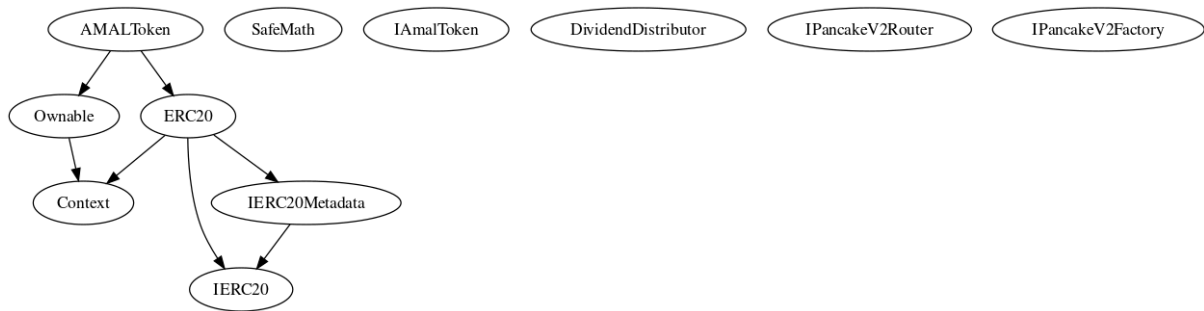 AMALToken SafeMath IAmalToken DividendDistributor IPancakeV2Router IPancakeV2Factory
Ownable ERC20
Context IERC20Metadata
IERC20